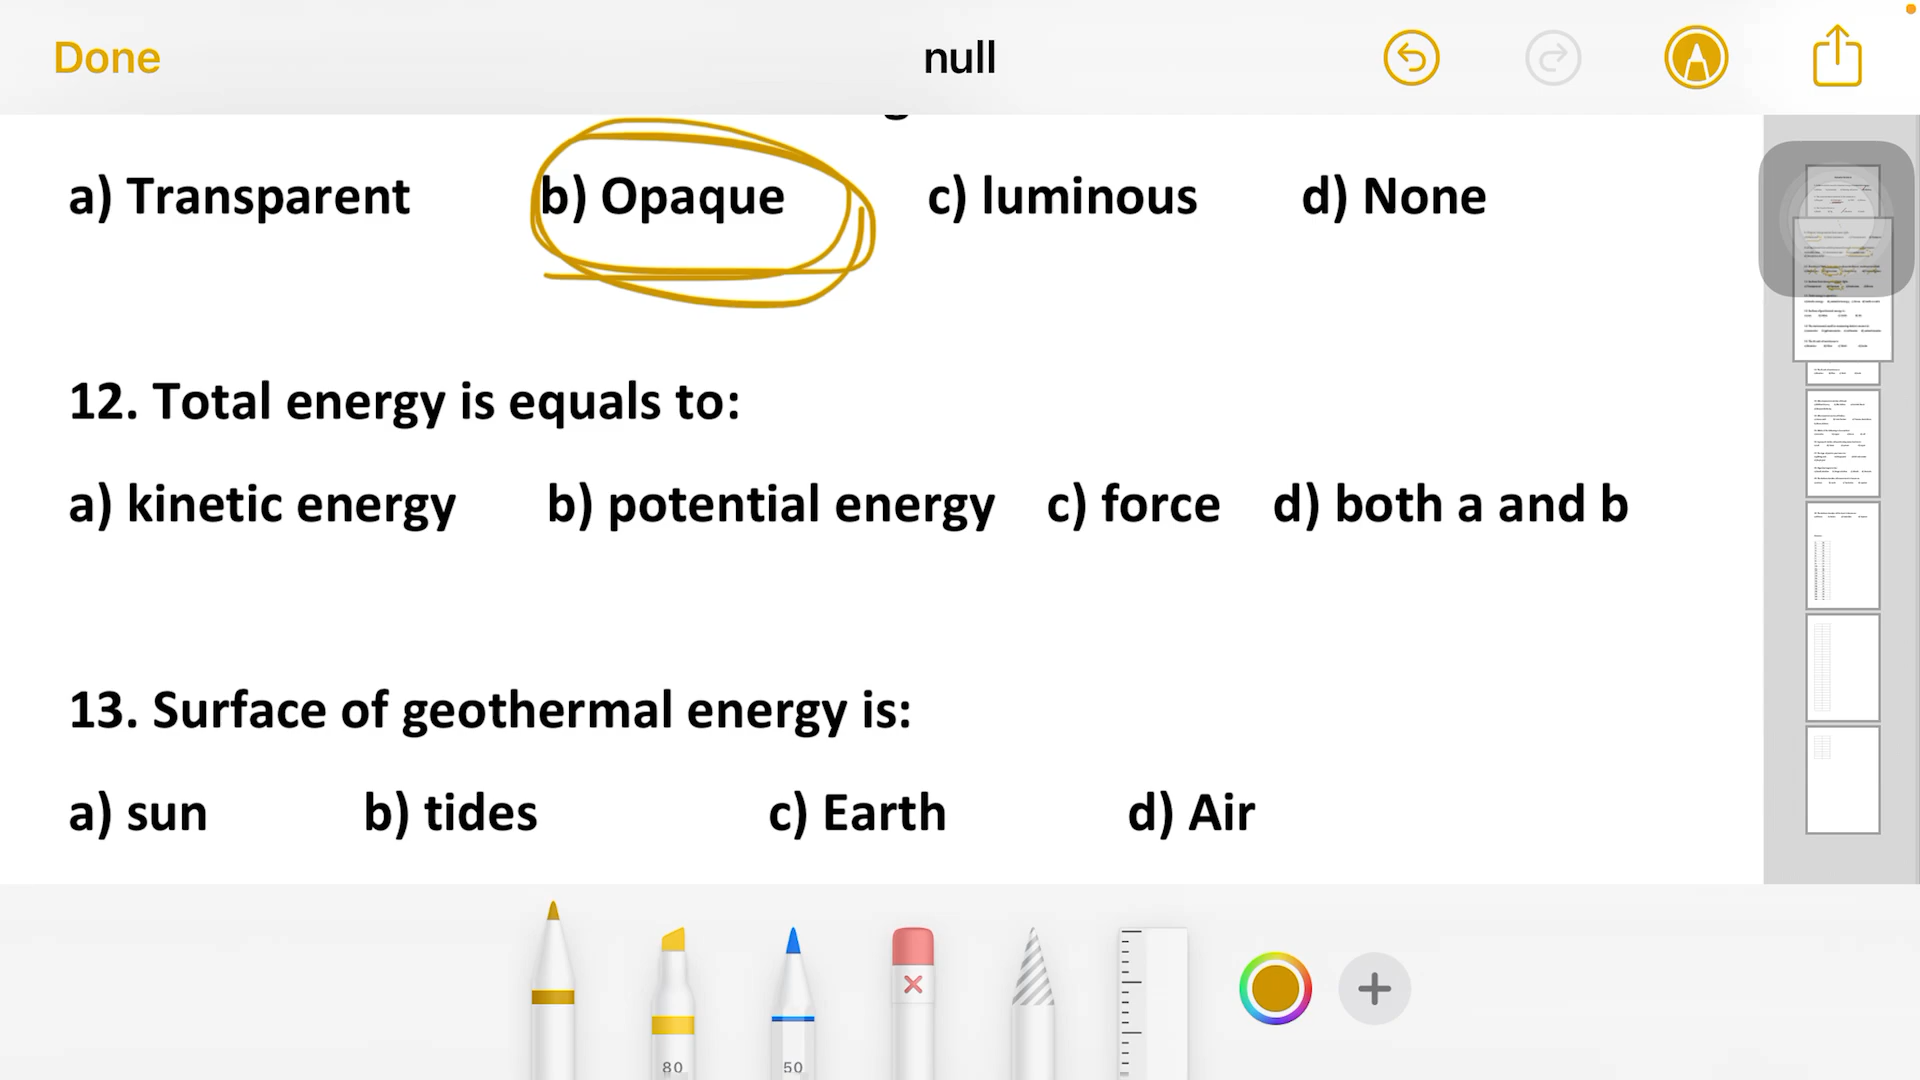 Done
null
a) Transparent b) Opaque c) luminous d) None
12. Total energy is equals to:
a) kinetic energy b) potential energy c) force d) both a and b
13. Surface of geothermal energy is:
a) sun b) tides c) Earth d) Air
80 50